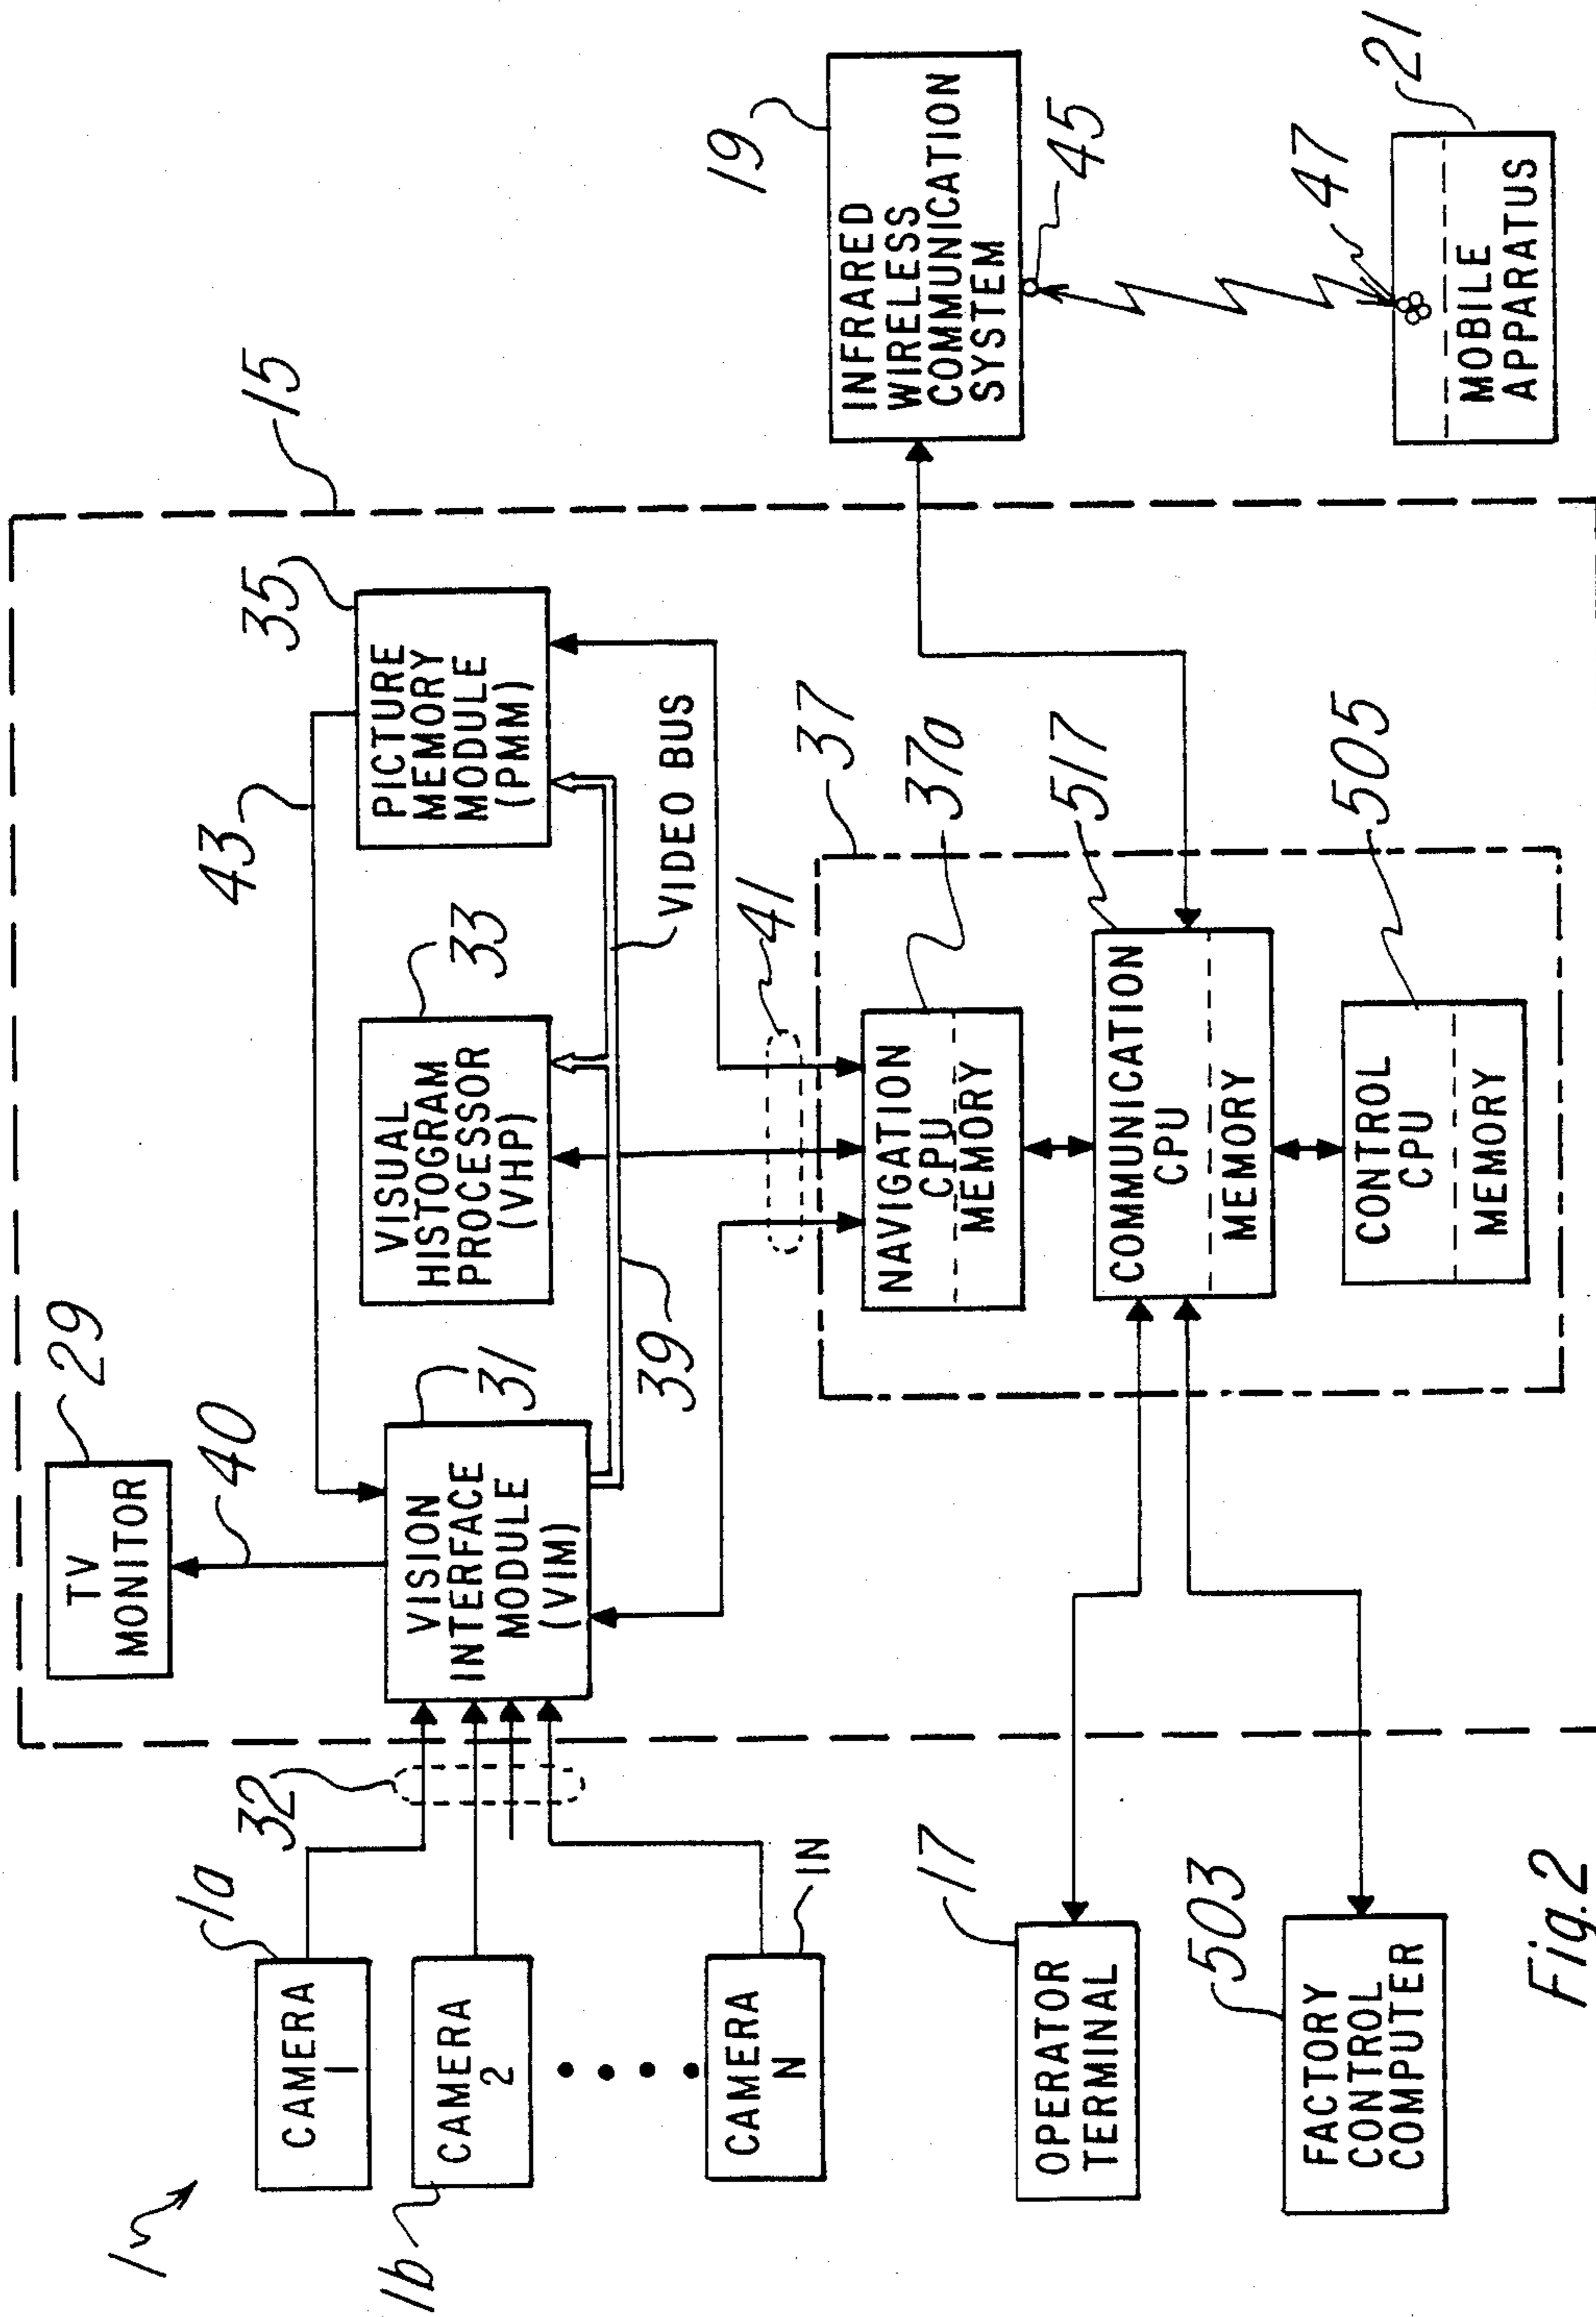 1
CAMERA
1
1a
CAMERA
2
1b
CAMERA
N
1N
32
TV
MONITOR
29
40
43
15
VISION
INTERFACE
MODULE
(VIM)
31
VISUAL
HISTOGRAM
PROCESSOR
(VHP)
33
PICTURE
MEMORY
MODULE
(PMM)
35
39
VIDEO BUS
41
37
NAVIGATION
CPU
MEMORY
37a
COMMUNICATION
CPU
MEMORY
517
CONTROL
CPU
MEMORY
505
OPERATOR
TERMINAL
17
FACTORY
CONTROL
COMPUTER
503
INFRARED
WIRELESS
COMMUNICATION
SYSTEM
19
45
47
MOBILE
APPARATUS
21
Fig.2